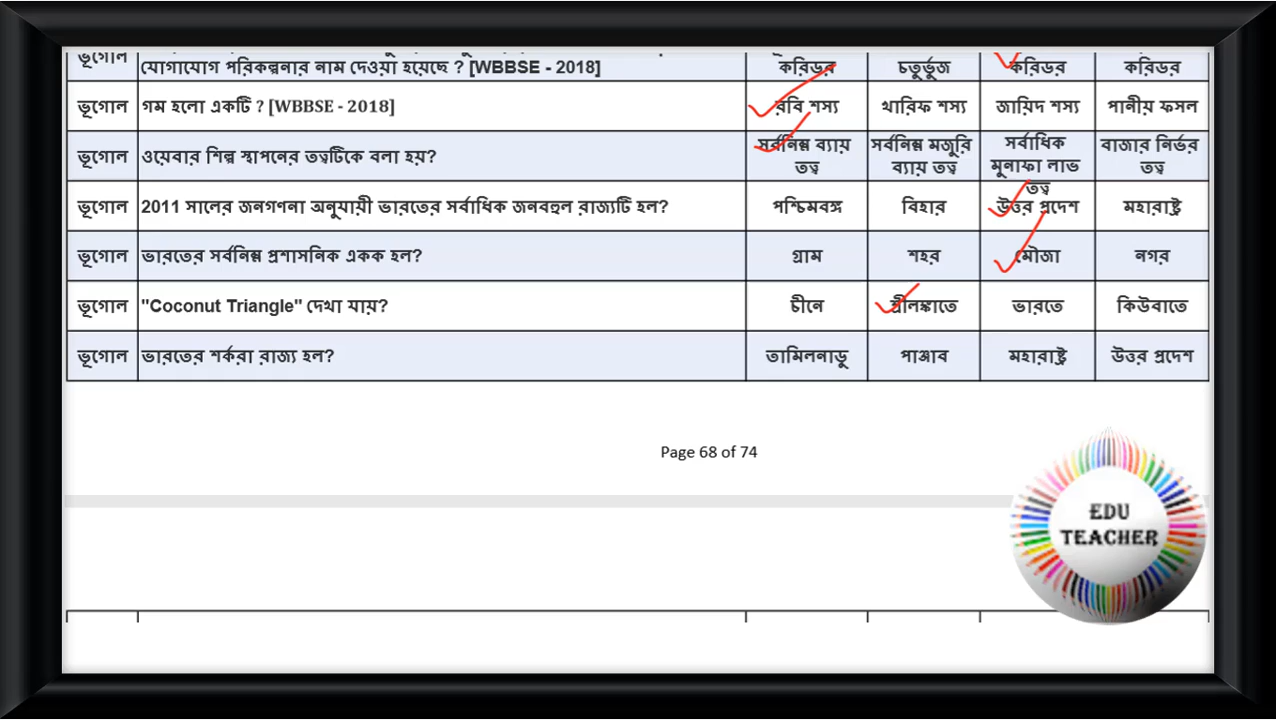 ভূগোল যোগাযোগ পরিকল্পনার নাম দেওয়া হয়েছে ? [WBBSE - 2018] করিডর চতুর্ভুজ করিডর করিডর
ভূগোল গম হলো একটি ? [WBBSE - 2018] রবি শস্য খারিফ শস্য জায়িদ শস্য পানীয় ফসল
ভূগোল ওয়েবার শিল্প স্থাপনের তত্বটিকে বলা হয়? সর্বনিম্ন ব্যায় তত্ব সর্বনিম্ন মজুরি ব্যায় তত্ব সর্বাধিক মুনাফা লাভ তত্ব বাজার নির্ভর তত্ব
ভূগোল 2011 সালের জনগণনা অনুযায়ী ভারতের সর্বাধিক জনবহুল রাজ্যটি হল? পশ্চিমবঙ্গ বিহার উত্তর প্রদেশ মহারাষ্ট্র
ভূগোল ভারতের সর্বনিম্ন প্রশাসনিক একক হল? গ্রাম শহর মৌজা নগর
ভূগোল "Coconut Triangle" দেখা যায়? চীনে শ্রীলঙ্কাতে ভারতে কিউবাতে
ভূগোল ভারতের শর্করা রাজ্য হল? তামিলনাড়ু পাঞ্জাব মহারাষ্ট্র উত্তর প্রদেশ
Page 68 of 74
EDU
TEACHER